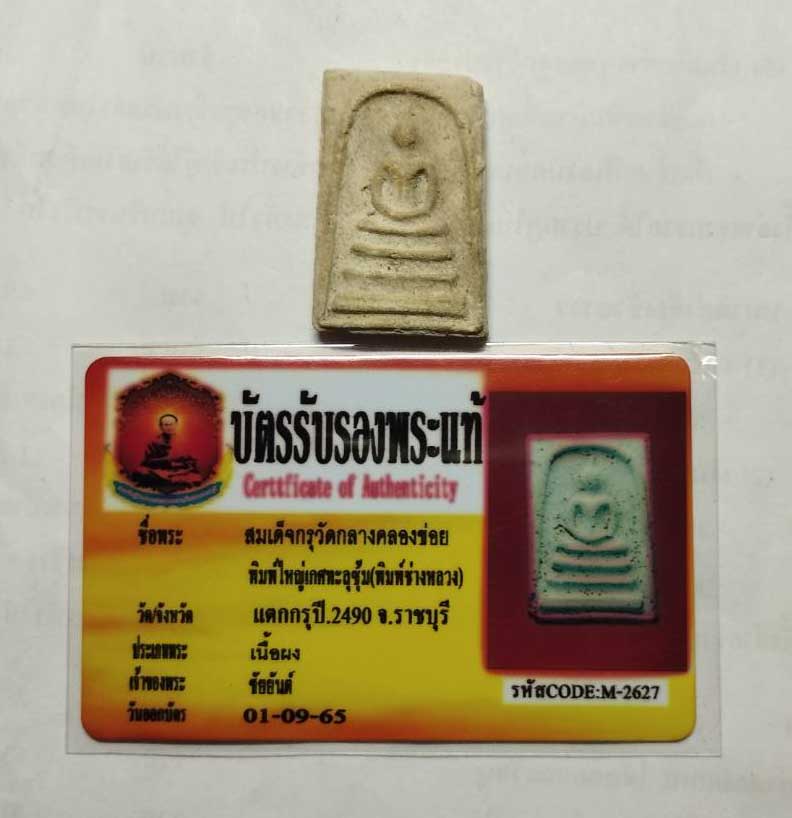 บัตรรับรองพระแท้
Certtficate of Authenticity
ชื่อพระ สมเด็จกรุวัดกลางคลองข่อย
พิมพ์ใหญ่เกศทะลุซุ้ม(พิมพ์ช่างหลวง)
วัด/จังหวัด แตกกรุปี.2490 จ.ราชบุรี
ประเภทพระ เนื้อผง
เจ้าของพระ ชัยยันต์
วันออกบัตร 01-09-65
รหัสCODE:M-2627